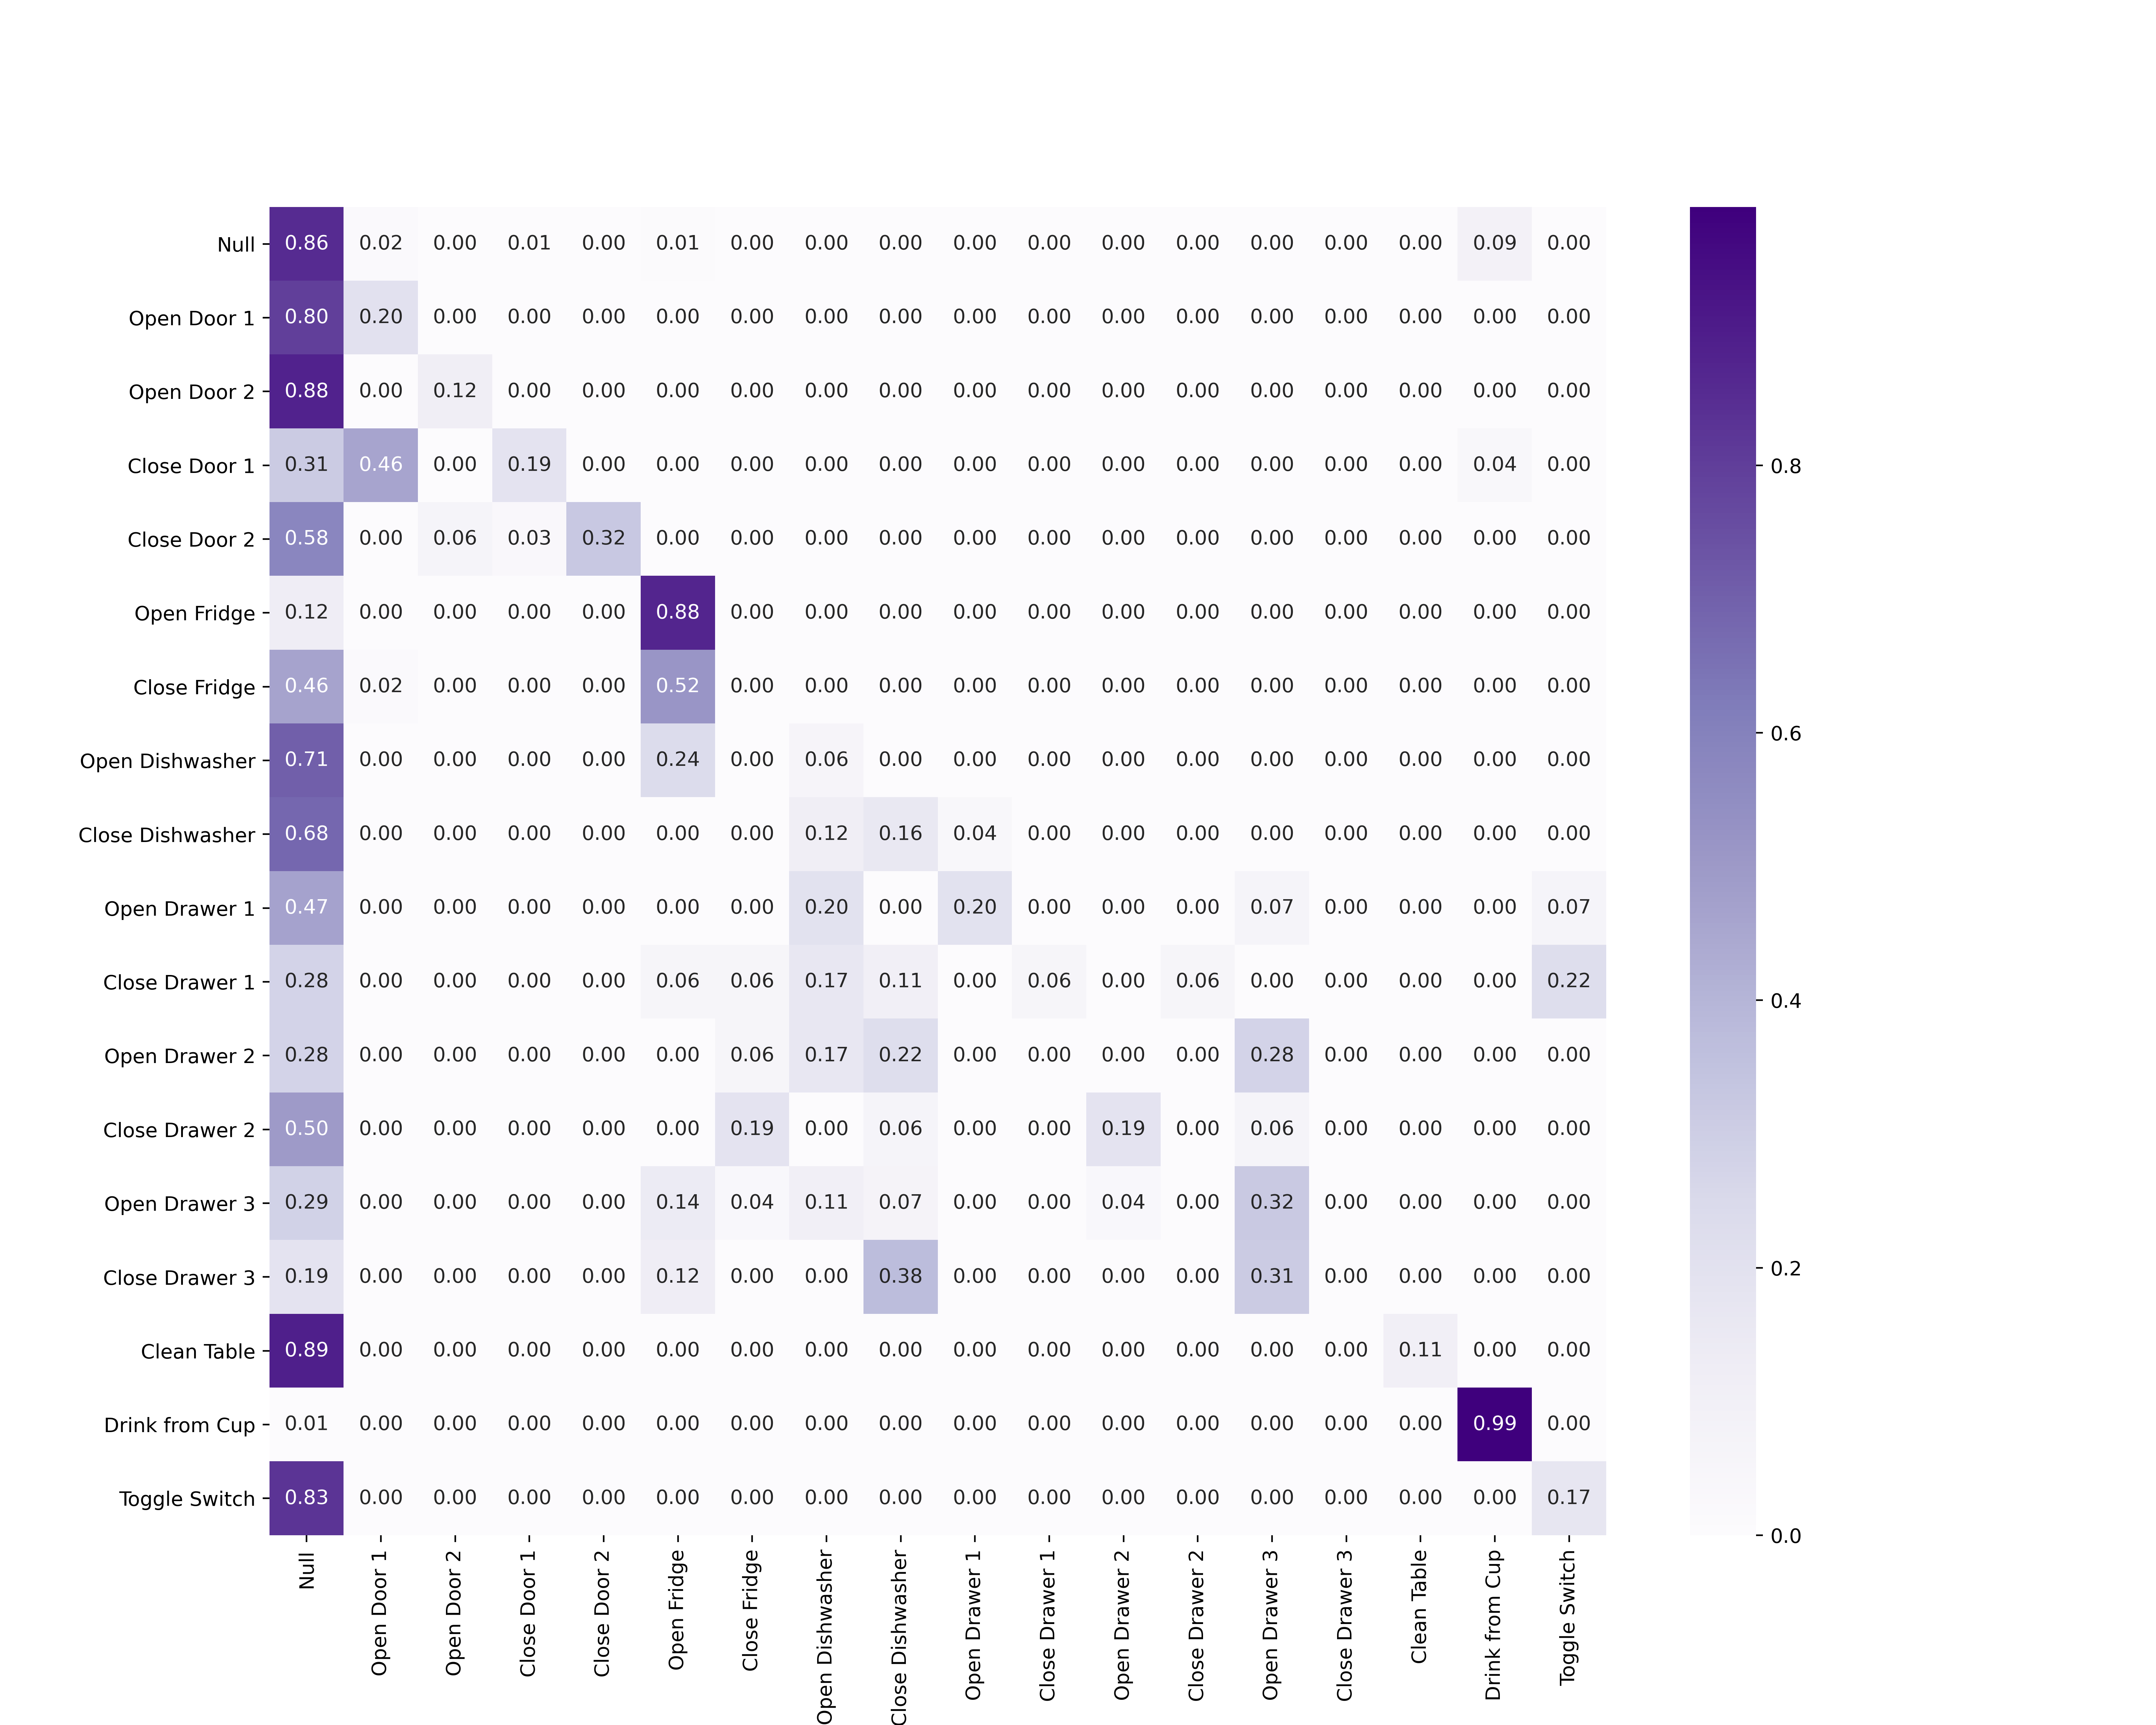 Null 0.86 0.02 0.00 0.01 0.00 0.01 0.00 0.00 0.00 0.00 0.00 0.00 0.00 0.00 0.00 0.00 0.09 0.00
Open Door 1 0.80 0.20 0.00 0.00 0.00 0.00 0.00 0.00 0.00 0.00 0.00 0.00 0.00 0.00 0.00 0.00 0.00 0.00
Open Door 2 0.88 0.00 0.12 0.00 0.00 0.00 0.00 0.00 0.00 0.00 0.00 0.00 0.00 0.00 0.00 0.00 0.00 0.00
Close Door 1 0.31 0.46 0.00 0.19 0.00 0.00 0.00 0.00 0.00 0.00 0.00 0.00 0.00 0.00 0.00 0.00 0.04 0.00
0.8
Close Door 2 0.58 0.00 0.06 0.03 0.32 0.00 0.00 0.00 0.00 0.00 0.00 0.00 0.00 0.00 0.00 0.00 0.00 0.00
Open Fridge 0.12 0.00 0.00 0.00 0.00 0.88 0.00 0.00 0.00 0.00 0.00 0.00 0.00 0.00 0.00 0.00 0.00 0.00
Close Fridge 0.46 0.02 0.00 0.00 0.00 0.52 0.00 0.00 0.00 0.00 0.00 0.00 0.00 0.00 0.00 0.00 0.00 0.00
0.6
Open Dishwasher 0.71 0.00 0.00 0.00 0.00 0.24 0.00 0.06 0.00 0.00 0.00 0.00 0.00 0.00 0.00 0.00 0.00 0.00
Close Dishwasher 0.68 0.00 0.00 0.00 0.00 0.00 0.00 0.12 0.16 0.04 0.00 0.00 0.00 0.00 0.00 0.00 0.00 0.00
Open Drawer 1 0.47 0.00 0.00 0.00 0.00 0.00 0.00 0.20 0.00 0.20 0.00 0.00 0.00 0.07 0.00 0.00 0.00 0.07
Close Drawer 1 0.28 0.00 0.00 0.00 0.00 0.06 0.06 0.17 0.11 0.00 0.06 0.00 0.06 0.00 0.00 0.00 0.00 0.22
0.4
Open Drawer 2 0.28 0.00 0.00 0.00 0.00 0.00 0.06 0.17 0.22 0.00 0.00 0.00 0.00 0.28 0.00 0.00 0.00 0.00
Close Drawer 2 0.50 0.00 0.00 0.00 0.00 0.00 0.19 0.00 0.06 0.00 0.00 0.19 0.00 0.06 0.00 0.00 0.00 0.00
Open Drawer 3 0.29 0.00 0.00 0.00 0.00 0.14 0.04 0.11 0.07 0.00 0.00 0.04 0.00 0.32 0.00 0.00 0.00 0.00
Close Drawer 3 0.19 0.00 0.00 0.00 0.00 0.12 0.00 0.00 0.38 0.00 0.00 0.00 0.00 0.31 0.00 0.00 0.00 0.00
0.2
Clean Table 0.89 0.00 0.00 0.00 0.00 0.00 0.00 0.00 0.00 0.00 0.00 0.00 0.00 0.00 0.00 0.11 0.00 0.00
Drink from Cup 0.01 0.00 0.00 0.00 0.00 0.00 0.00 0.00 0.00 0.00 0.00 0.00 0.00 0.00 0.00 0.00 0.99 0.00
Toggle Switch 0.83 0.00 0.00 0.00 0.00 0.00 0.00 0.00 0.00 0.00 0.00 0.00 0.00 0.00 0.00 0.00 0.00 0.17
0.0
Null
Open Door 1
Open Door 2
Close Door 1
Close Door 2
Open Fridge
Close Fridge
Open Dishwasher
Close Dishwasher
Open Drawer 1
Close Drawer 1
Open Drawer 2
Close Drawer 2
Open Drawer 3
Close Drawer 3
Clean Table
Drink from Cup
Toggle Switch